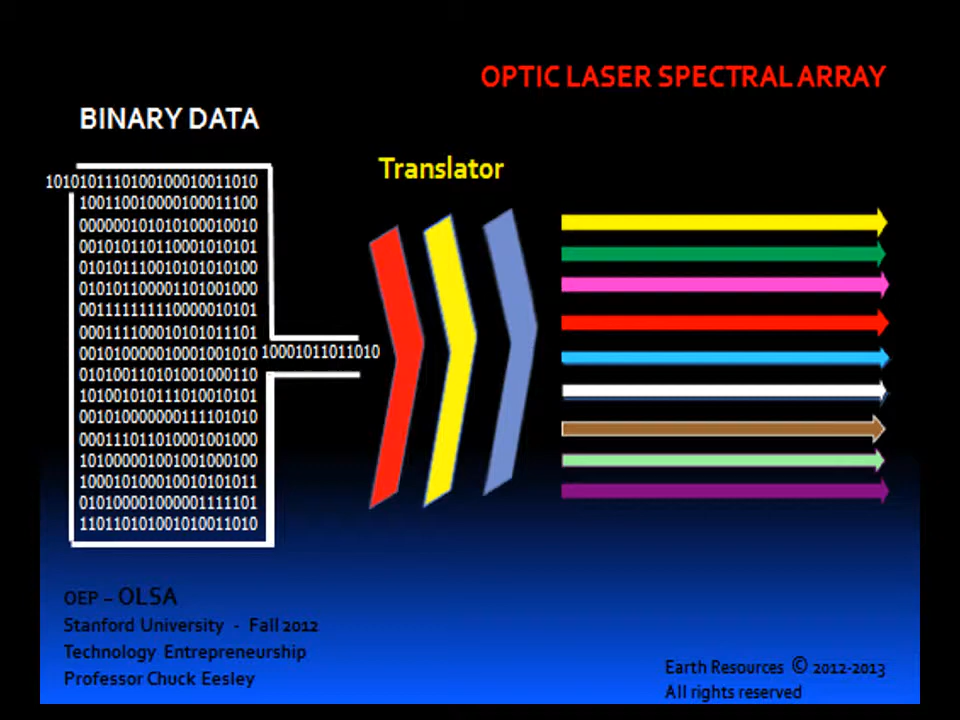 OPTIC LASER SPECTRAL ARRAY
BINARY DATA
Translator
101010111010010001001 1010
100110010000100011100
000000101010100010010
001010110110001010101
010101110010101010100
010101100001101001000
001111111110000010101
000111100010101011101
001010000010001001010 10001011011010
010100110101001000110
101001010111010010101
001010000000111101010
000111011010001001000
101000001001001000100
100010100010010101011
010100001000001111101
110110101001010011010
OEP – OLSA
Stanford University - Fall 2012
Technology Entrepreneurship
Professor Chuck Eesley
Earth Resources © 2012-2013
All rights reserved